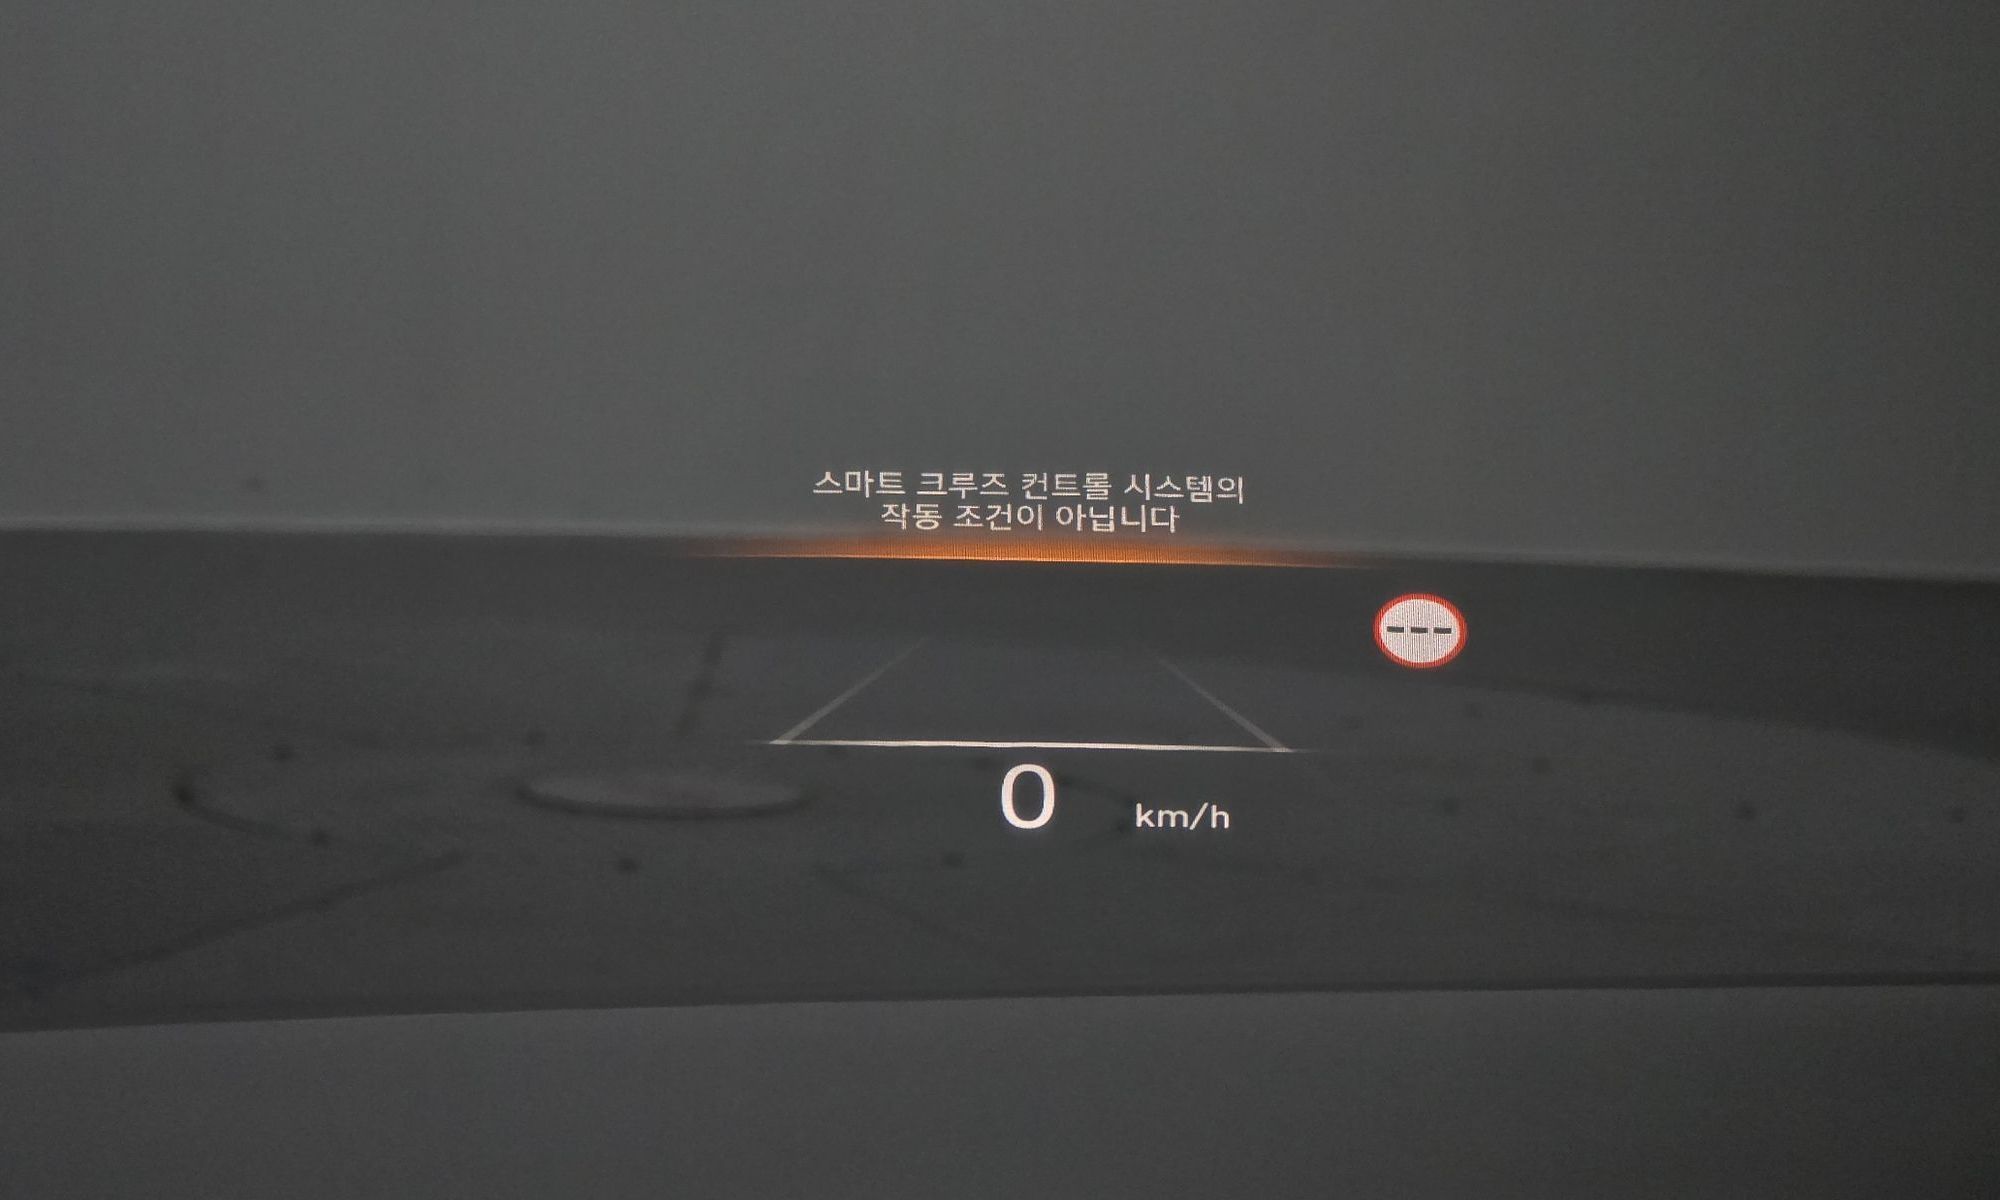 스마트 크루즈 컨트롤 시스템의
작동 조건이 아닙니다
---
0 km/h